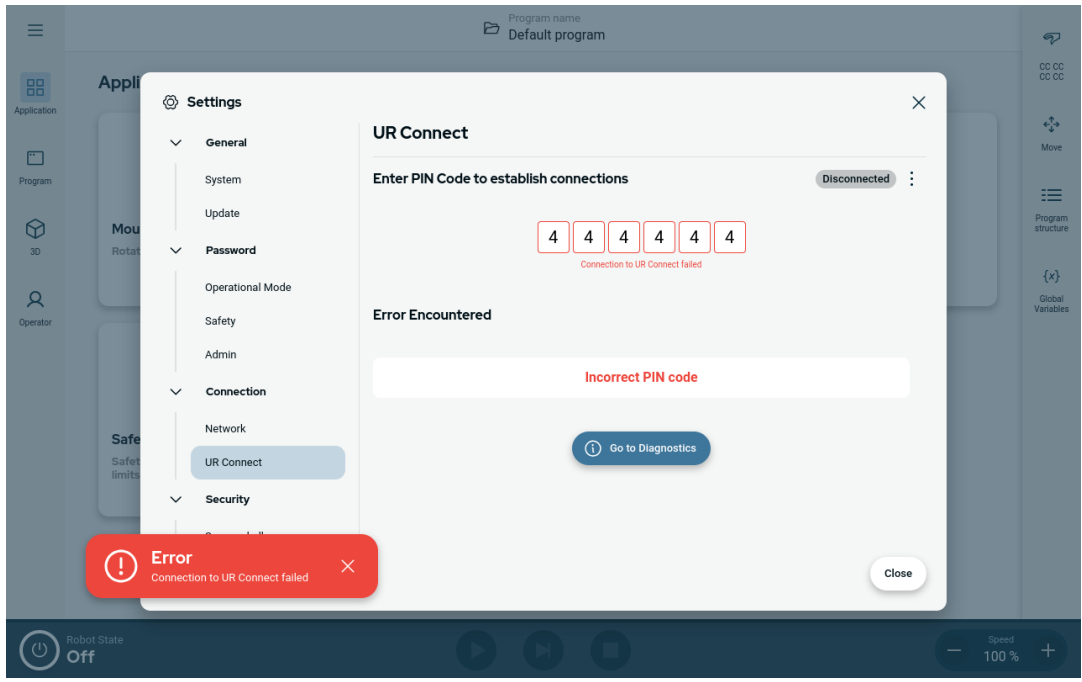 Program name
Default program
Appli
Application
Program
3D
Operator
Mou
Rotat
Safe
Safet
limits
Settings
General
System
Update
Password
Operational Mode
Safety
Admin
Connection
Network
UR Connect
Security
UR Connect
Enter PIN Code to establish connections
Disconnected
4 4 4 4 4 4
Connection to UR Connect failed
Error Encountered
Incorrect PIN code
Go to Diagnostics
Close
Error
Connection to UR Connect failed
CC CC
CC CC
Move
Program
structure
{x}
Global
Variables
Robot State
Off
Speed
100 %